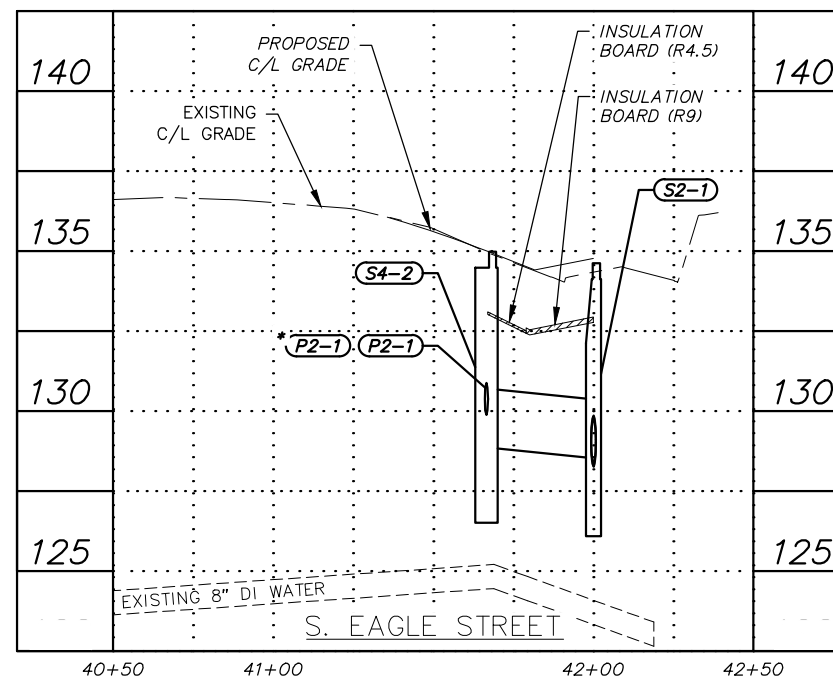 140
PROPOSED
C/L GRADE
INSULATION
BOARD (R4.5)
140
EXISTING
C/L GRADE
INSULATION
BOARD (R9)
S2-1
135
135
S4-2
* P2-1 P2-1
130
130
125
125
EXISTING 8" DI WATER
S. EAGLE STREET
40+50 41+00 42+00 42+50